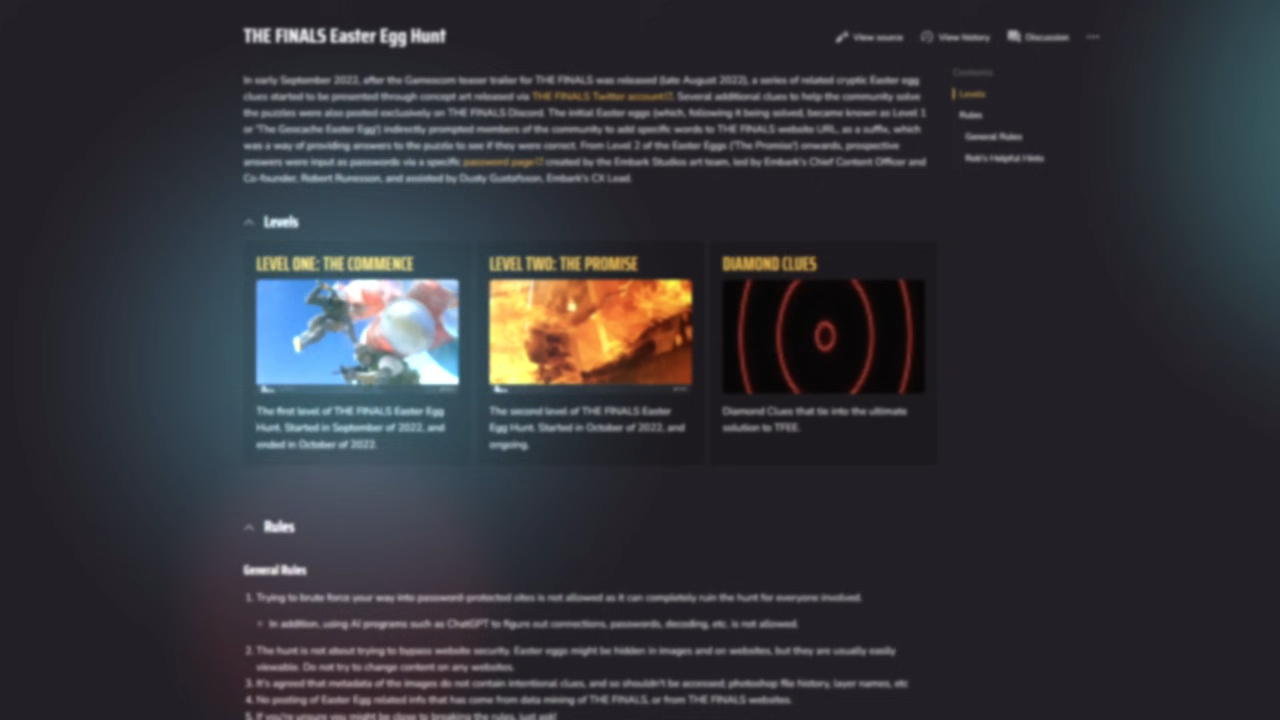 THE FINALS Easter Egg Hunt
View source View history Discussion
In early September 2022, after the Gamescom teaser trailer for THE FINALS was released (late August 2022), a series of related cryptic Easter egg
clues started to be presented through concept art released via THE FINALS Twitter account. Several additional clues to help the community solve
the puzzles were also posted exclusively on THE FINALS Discord. The initial Easter eggs (which, following it being solved, became known as Level 1
or 'The Geocache Easter Egg') indirectly prompted members of the community to add specific words to THE FINALS website URL, as a suffix, which
was a way of providing answers to the puzzle to see if they were correct. From Level 2 of the Easter Eggs ('The Promise') onwards, prospective
answers were input as passwords via a specific password page created by the Embark Studios art team, led by Embark's Chief Content Officer and
Co-founder, Robert Runesson, and assisted by Dusty Gustafsson, Embark's CX Lead.
Contents
Levels
Rules
General Rules
Rob's Helpful Hints
Levels
LEVEL ONE: THE COMMENCE
The first level of THE FINALS Easter Egg
Hunt. Started in September of 2022, and
ended in October of 2022.
LEVEL TWO: THE PROMISE
The second level of THE FINALS Easter
Egg Hunt. Started in October of 2022, and
ongoing.
DIAMOND CLUES
Diamond Clues that tie into the ultimate
solution to TFEE.
Rules
General Rules
1. Trying to brute force your way into password-protected sites is not allowed as it can completely ruin the hunt for everyone involved.
In addition, using AI programs such as ChatGPT to figure out connections, passwords, decoding, etc. is not allowed.
2. The hunt is not about trying to bypass website security. Easter eggs might be hidden in images and on websites, but they are usually easily
viewable. Do not try to change content on any websites.
3. It's agreed that metadata of the images do not contain intentional clues, and so shouldn't be accessed; photoshop file history, layer names, etc
4. No posting of Easter Egg related info that has come from data mining of THE FINALS, or from THE FINALS websites.
5. If you're unsure you might be close to breaking the rules, just ask!